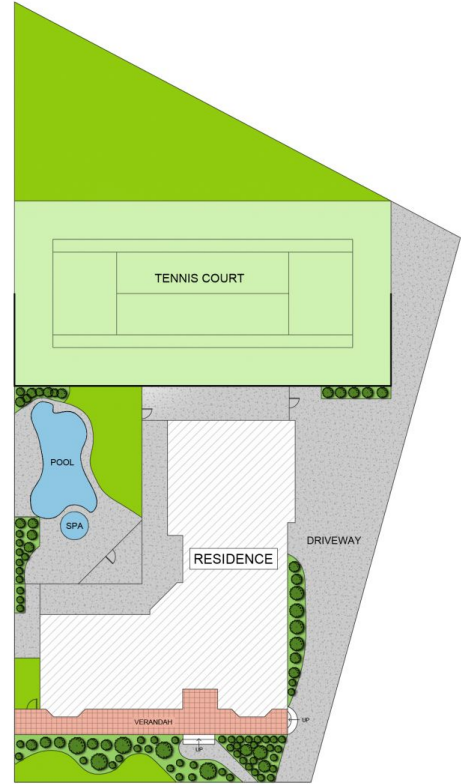 TENNIS COURT
POOL
SPA
DRIVEWAY
RESIDENCE
UP
VERANDAH
UP